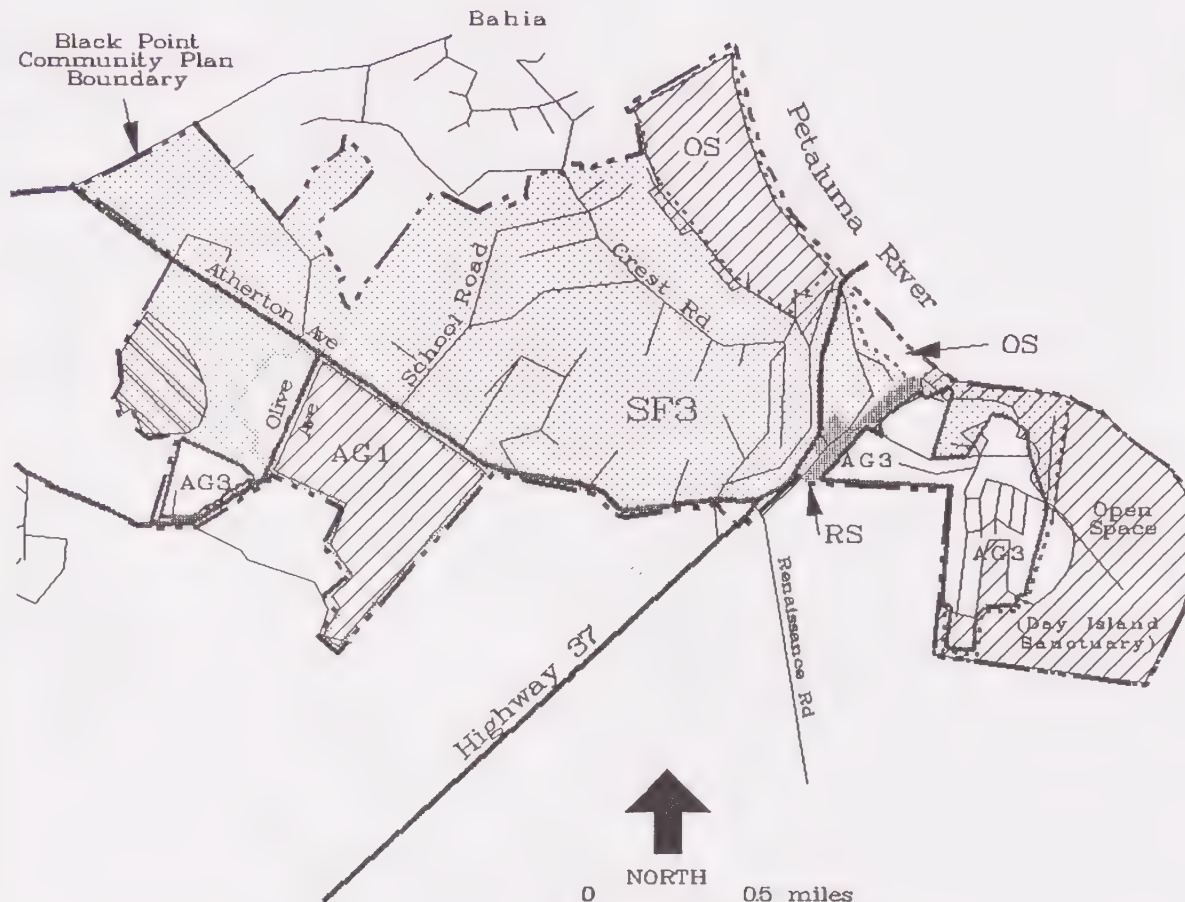 Bahia
Black Point
Community Plan
Boundary
OS
Petaluma River
Atherton Ave
School Road
Crest Rd
OS
Olive Ave
SF3
AG1
AG3
AG3
RS
Open
Space
AG3
(Day Island
Sanctuary)
Renaissance Rd
Highway 37
NORTH
0 0.5 miles